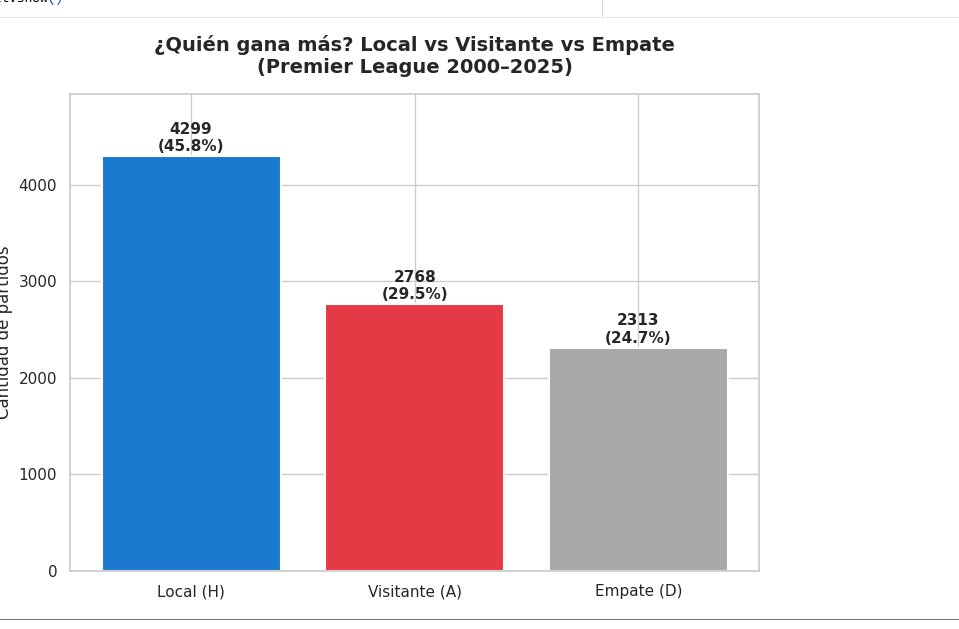 ¿Quién gana más? Local vs Visitante vs Empate
(Premier League 2000–2025)
4299
(45.8%)
2768
(29.5%)
2313
(24.7%)
4000
3000
2000
1000
0
Cantidad de partidos
Local (H)
Visitante (A)
Empate (D)